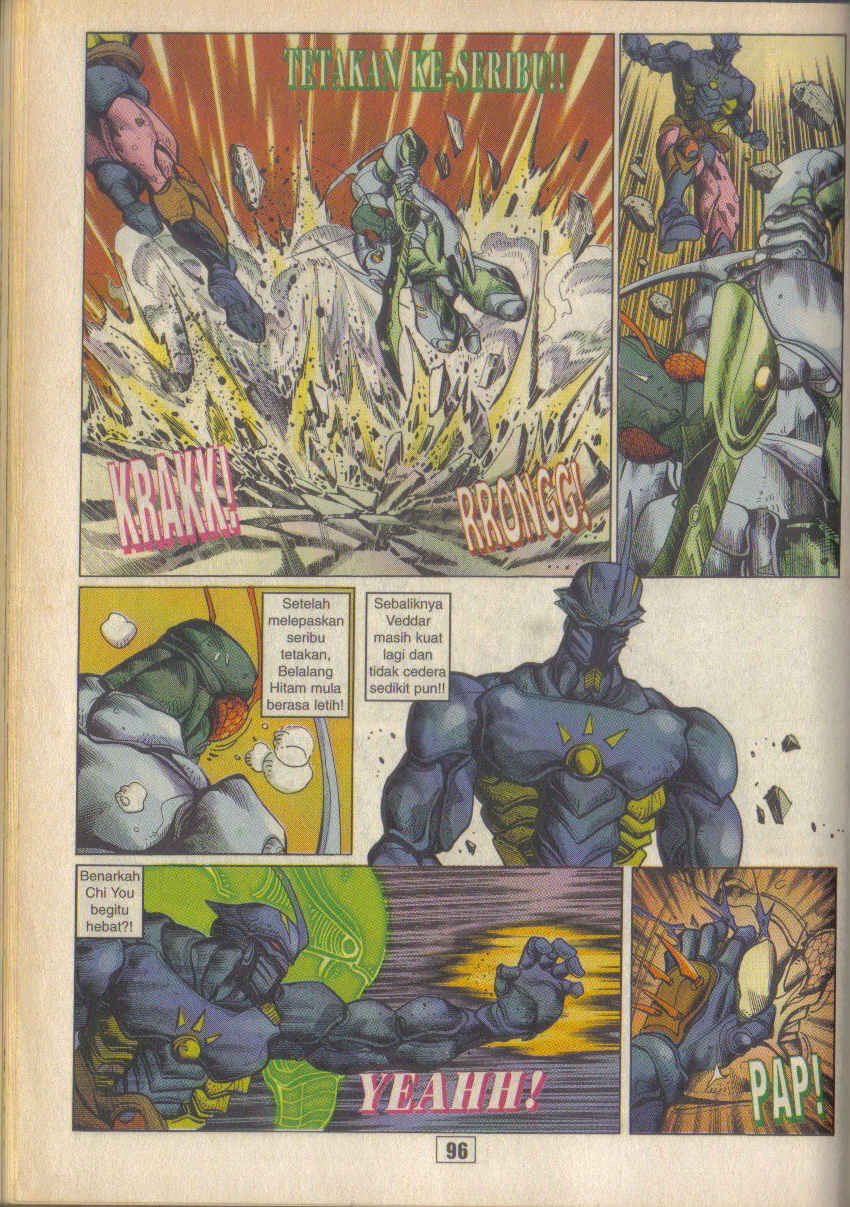 TETAKAN KE-SERIBU!!
KRAKK!
RRONGG!
Setelah
melepaskan
seribu
tetakan,
Belalang
Hitam mula
berasa letih!
Sebaliknya
Veddar
masih kuat
lagi dan
tidak cedera
sedikit pun!!
Benarkah
Chi You
begitu
hebat?!
YEAHH!
PAP!
96